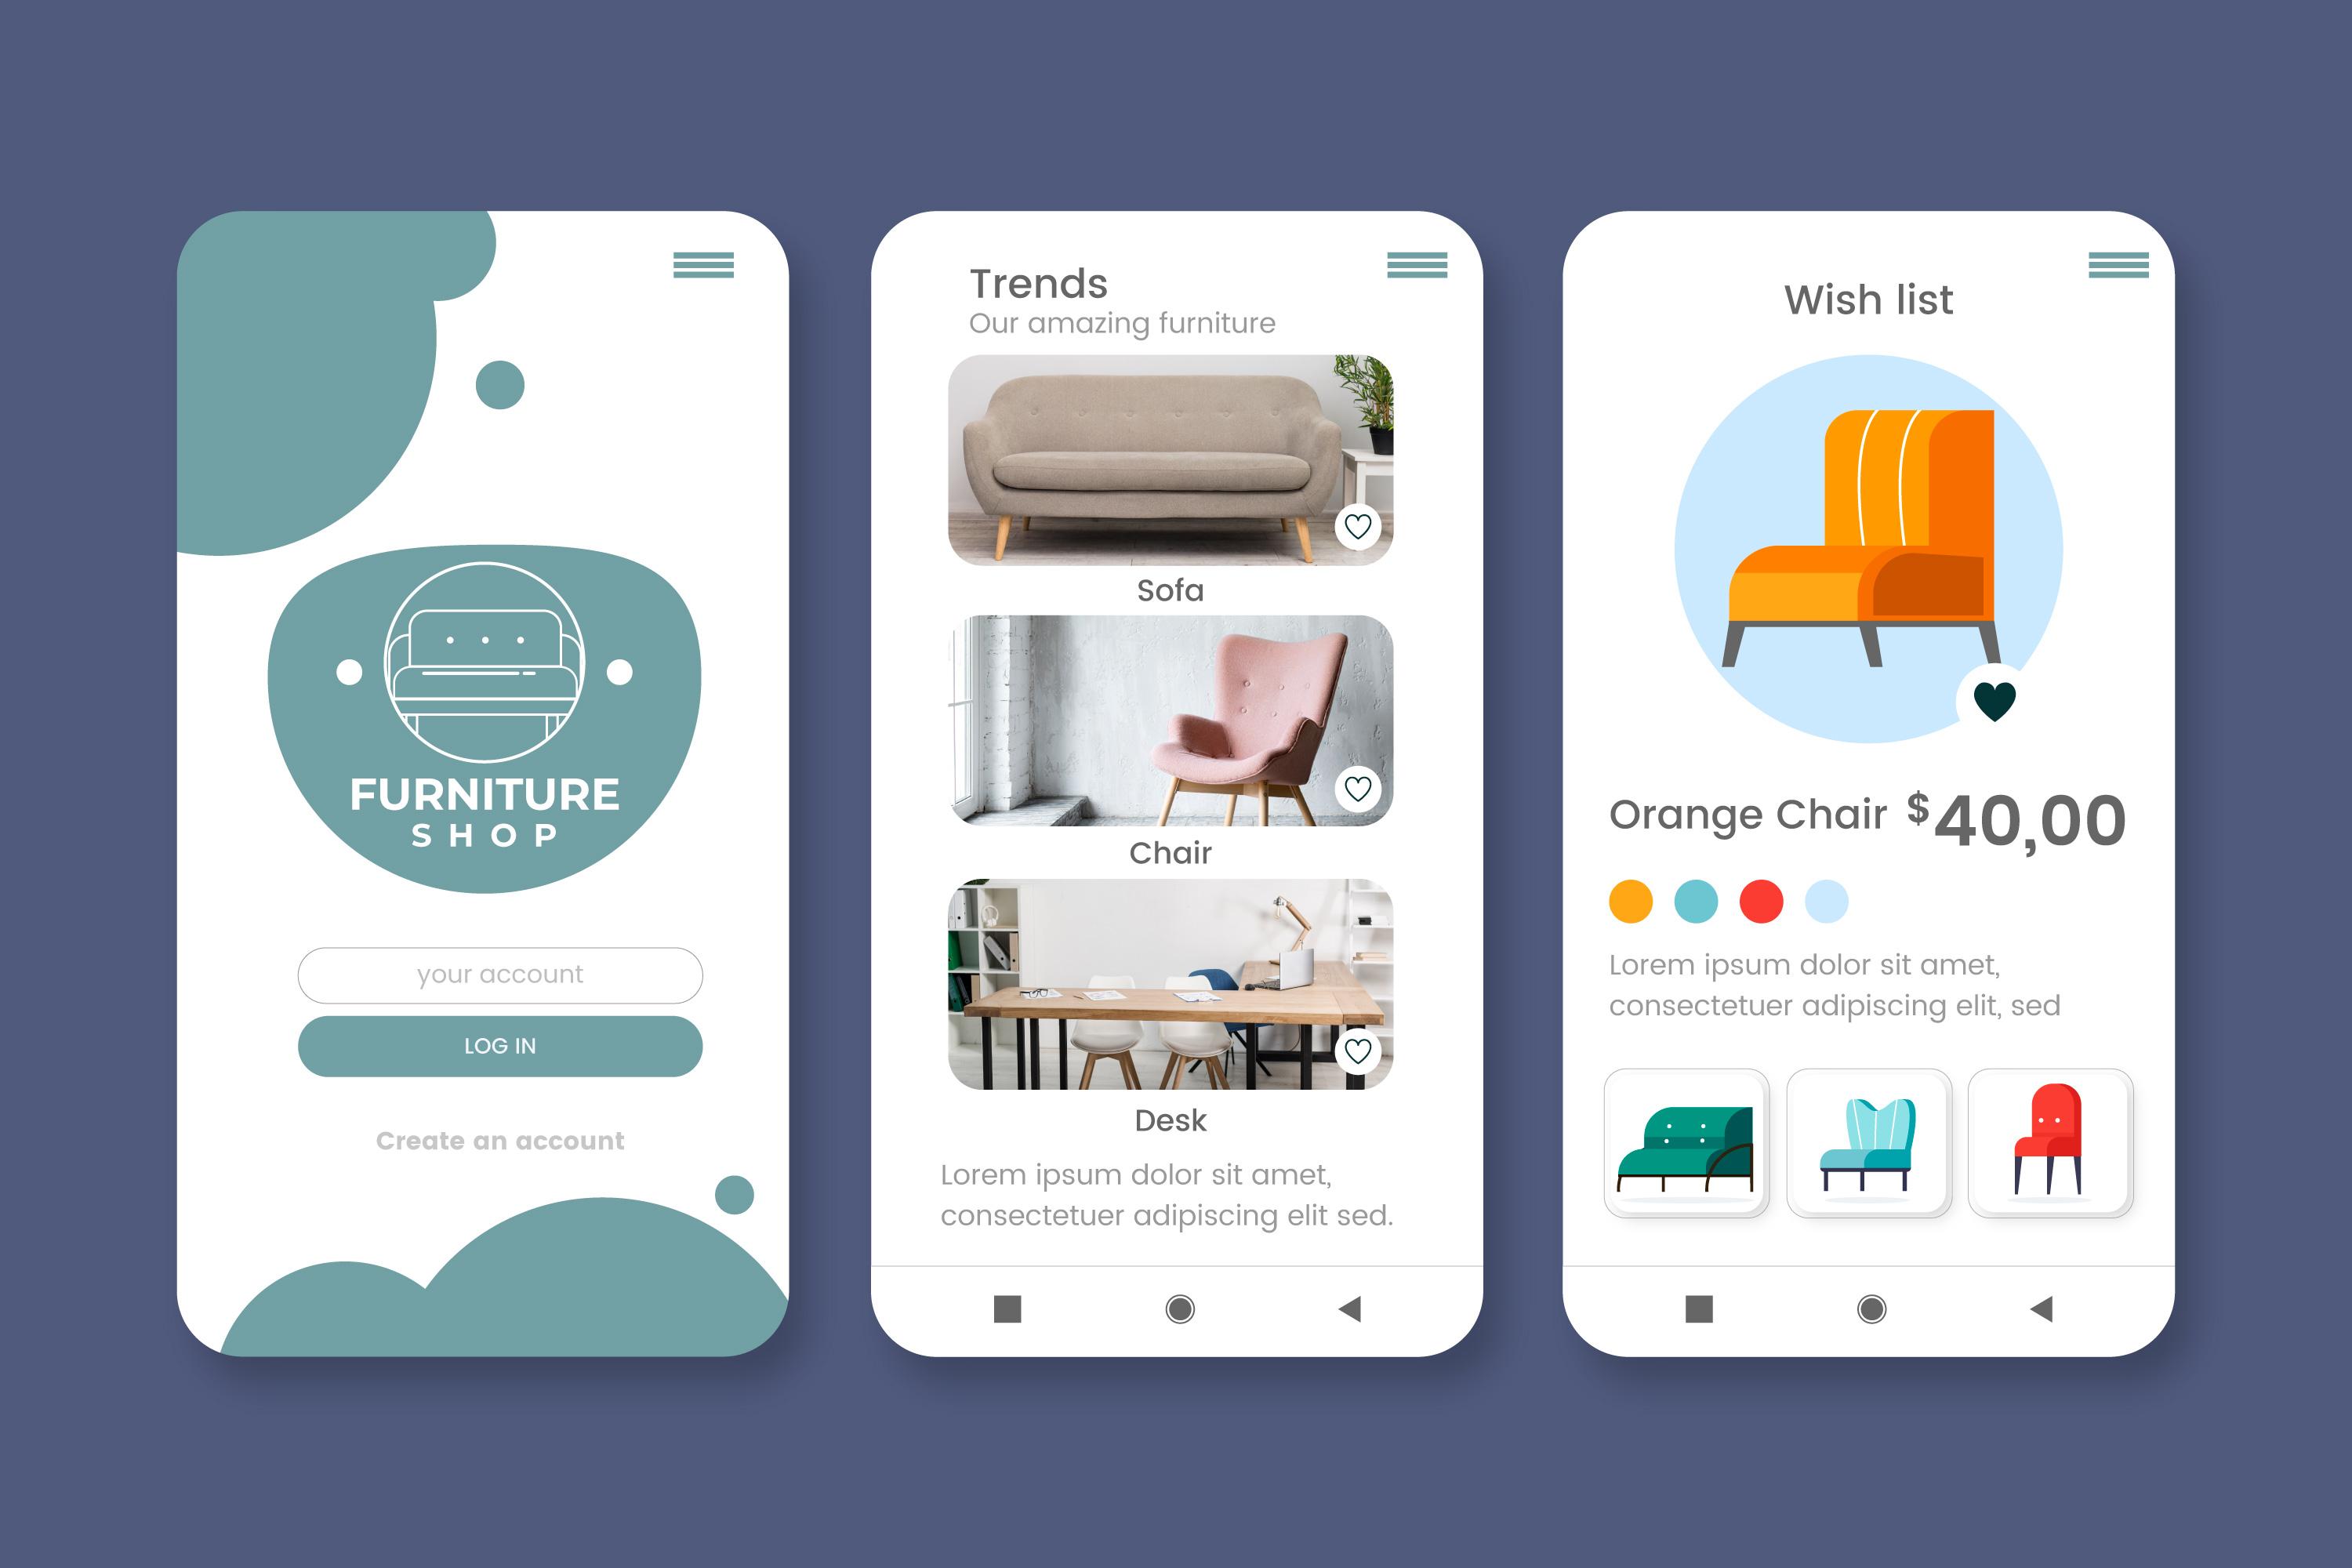 FURNITURE
SHOP
your account
LOG IN
Create an account
Trends
Our amazing furniture
Sofa
Chair
Desk
Lorem ipsum dolor sit amet,
consectetuer adipiscing elit sed.
Wish list
Orange Chair $40,00
Lorem ipsum dolor sit amet,
consectetuer adipiscing elit, sed